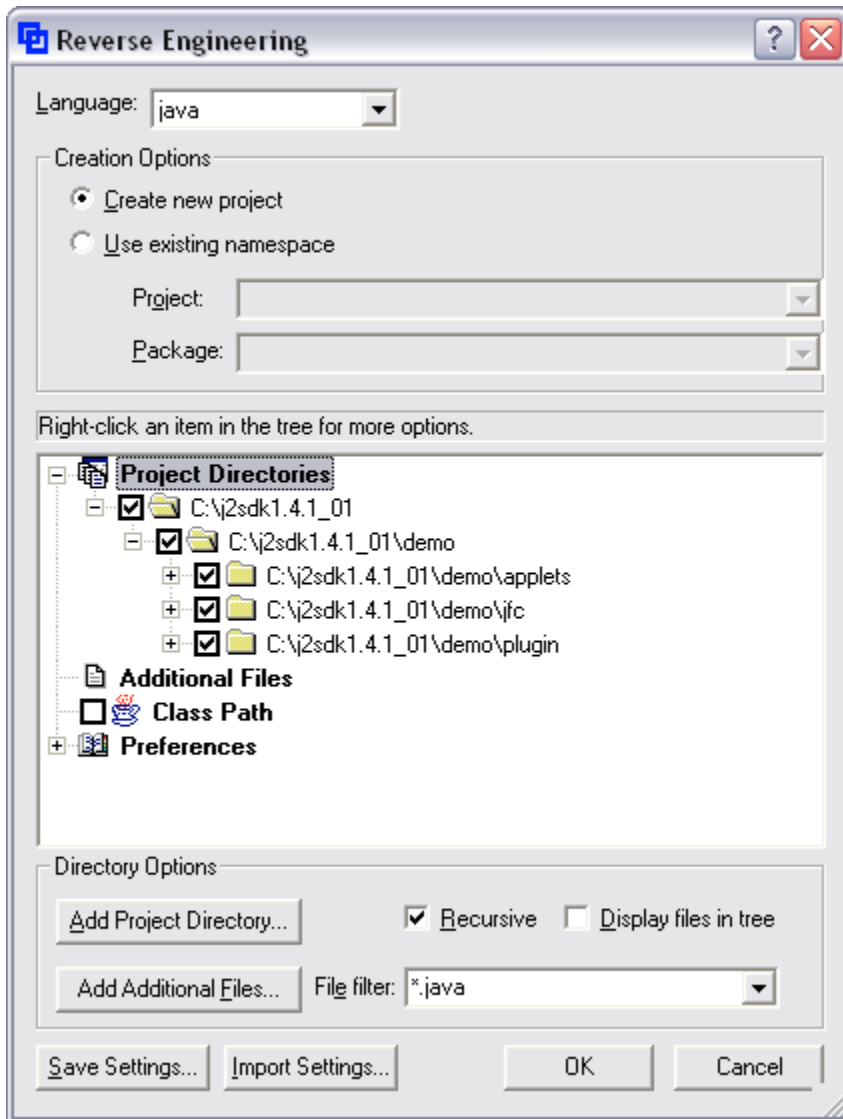 Reverse Engineering
Language: java
Creation Options
Create new project
Use existing namespace
Project:
Package:
Right-click an item in the tree for more options.
Project Directories
C:\j2sdk1.4.1_01
C:\j2sdk1.4.1_01\demo
C:\j2sdk1.4.1_01\demo\applets
C:\j2sdk1.4.1_01\demo\jfc
C:\j2sdk1.4.1_01\demo\plugin
Additional Files
Class Path
Preferences
Directory Options
Add Project Directory... Recursive Display files in tree
Add Additional Files... File filter: *.java
Save Settings... Import Settings... OK Cancel